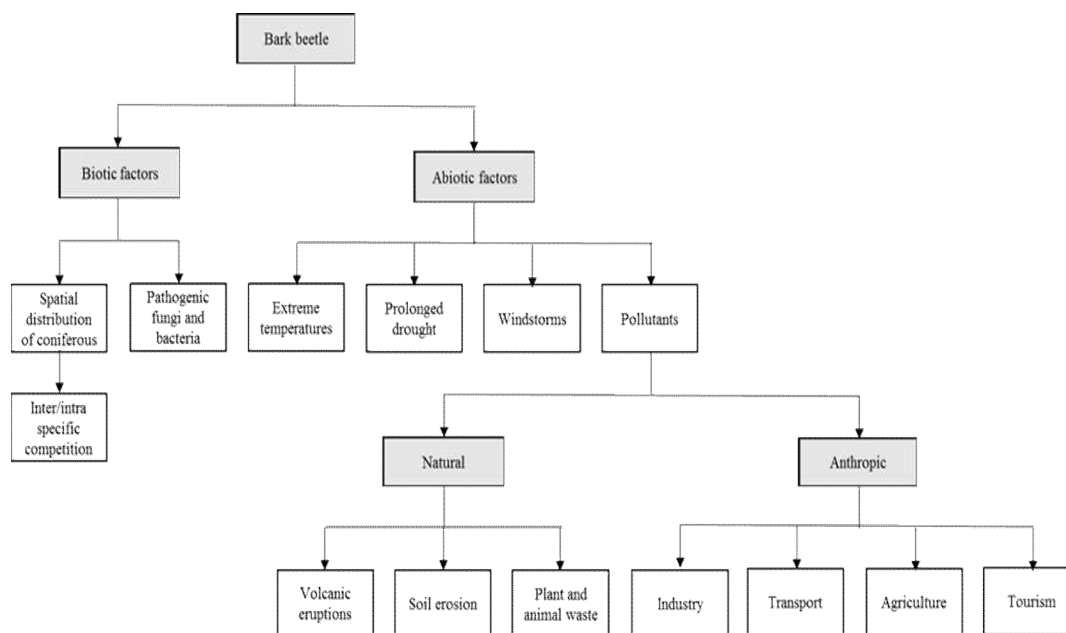 Bark beetle
Biotic factors
Abiotic factors
Spatial
distribution
of coniferous
Pathogenic
fungi and
bacteria
Extreme
temperatures
Prolonged
drought
Windstorms
Pollutants
Inter/intra
specific
competition
Natural
Anthropic
Volcanic
eruptions
Soil erosion
Plant and
animal waste
Industry
Transport
Agriculture
Tourism